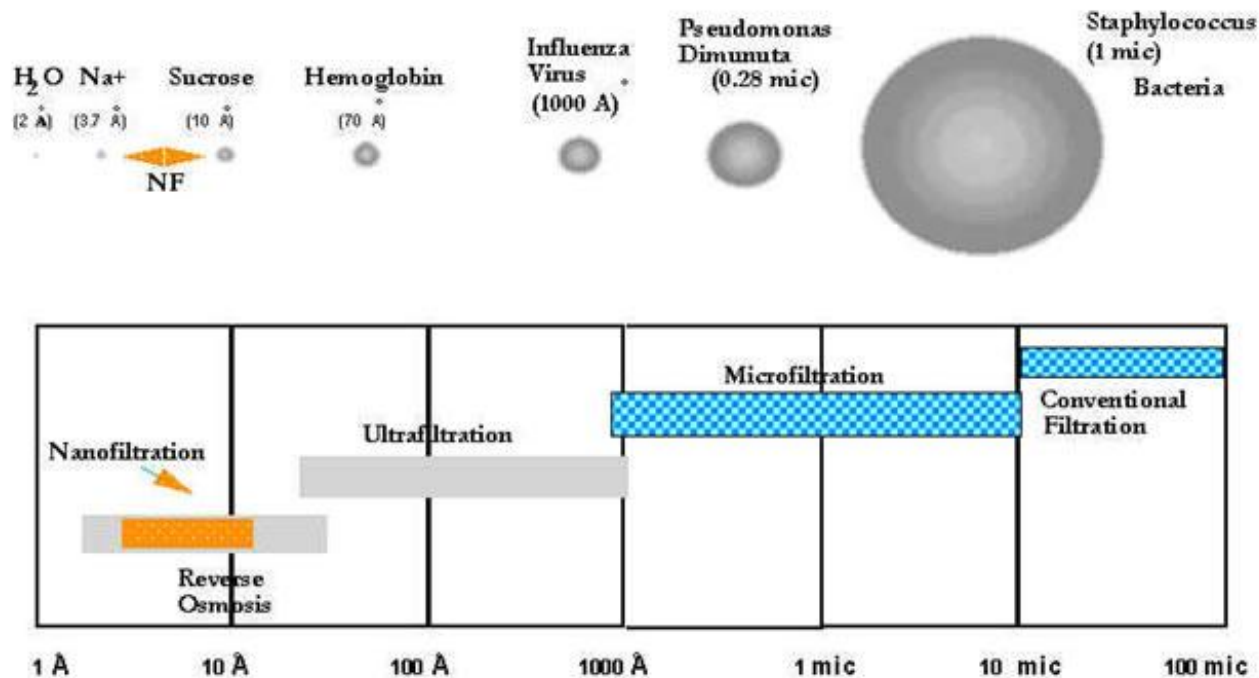 H₂O
(2 Å)
Na+
(3.7 Å)
NF
Sucrose
(10 Å)
Hemoglobin
(70 Å)
Influenza
Virus
(1000 Å)
Pseudomonas
Dimunuta
(0.28 mic)
Staphylococcus
(1 mic)
Bacteria
Microfiltration
Conventional
Filtration
Ultrafiltration
Nanofiltration
Reverse
Osmosis
1 Å
10 Å
100 Å
1000 Å
1 mic
10 mic
100 mic